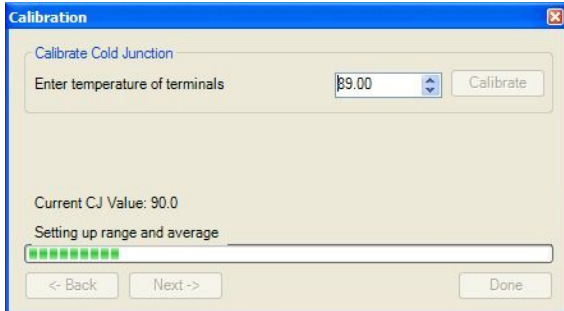 Calibration
Calibrate Cold Junction
Enter temperature of terminals 89.00 Calibrate
Current CJ Value: 90.0
Setting up range and average
<- Back Next -> Done